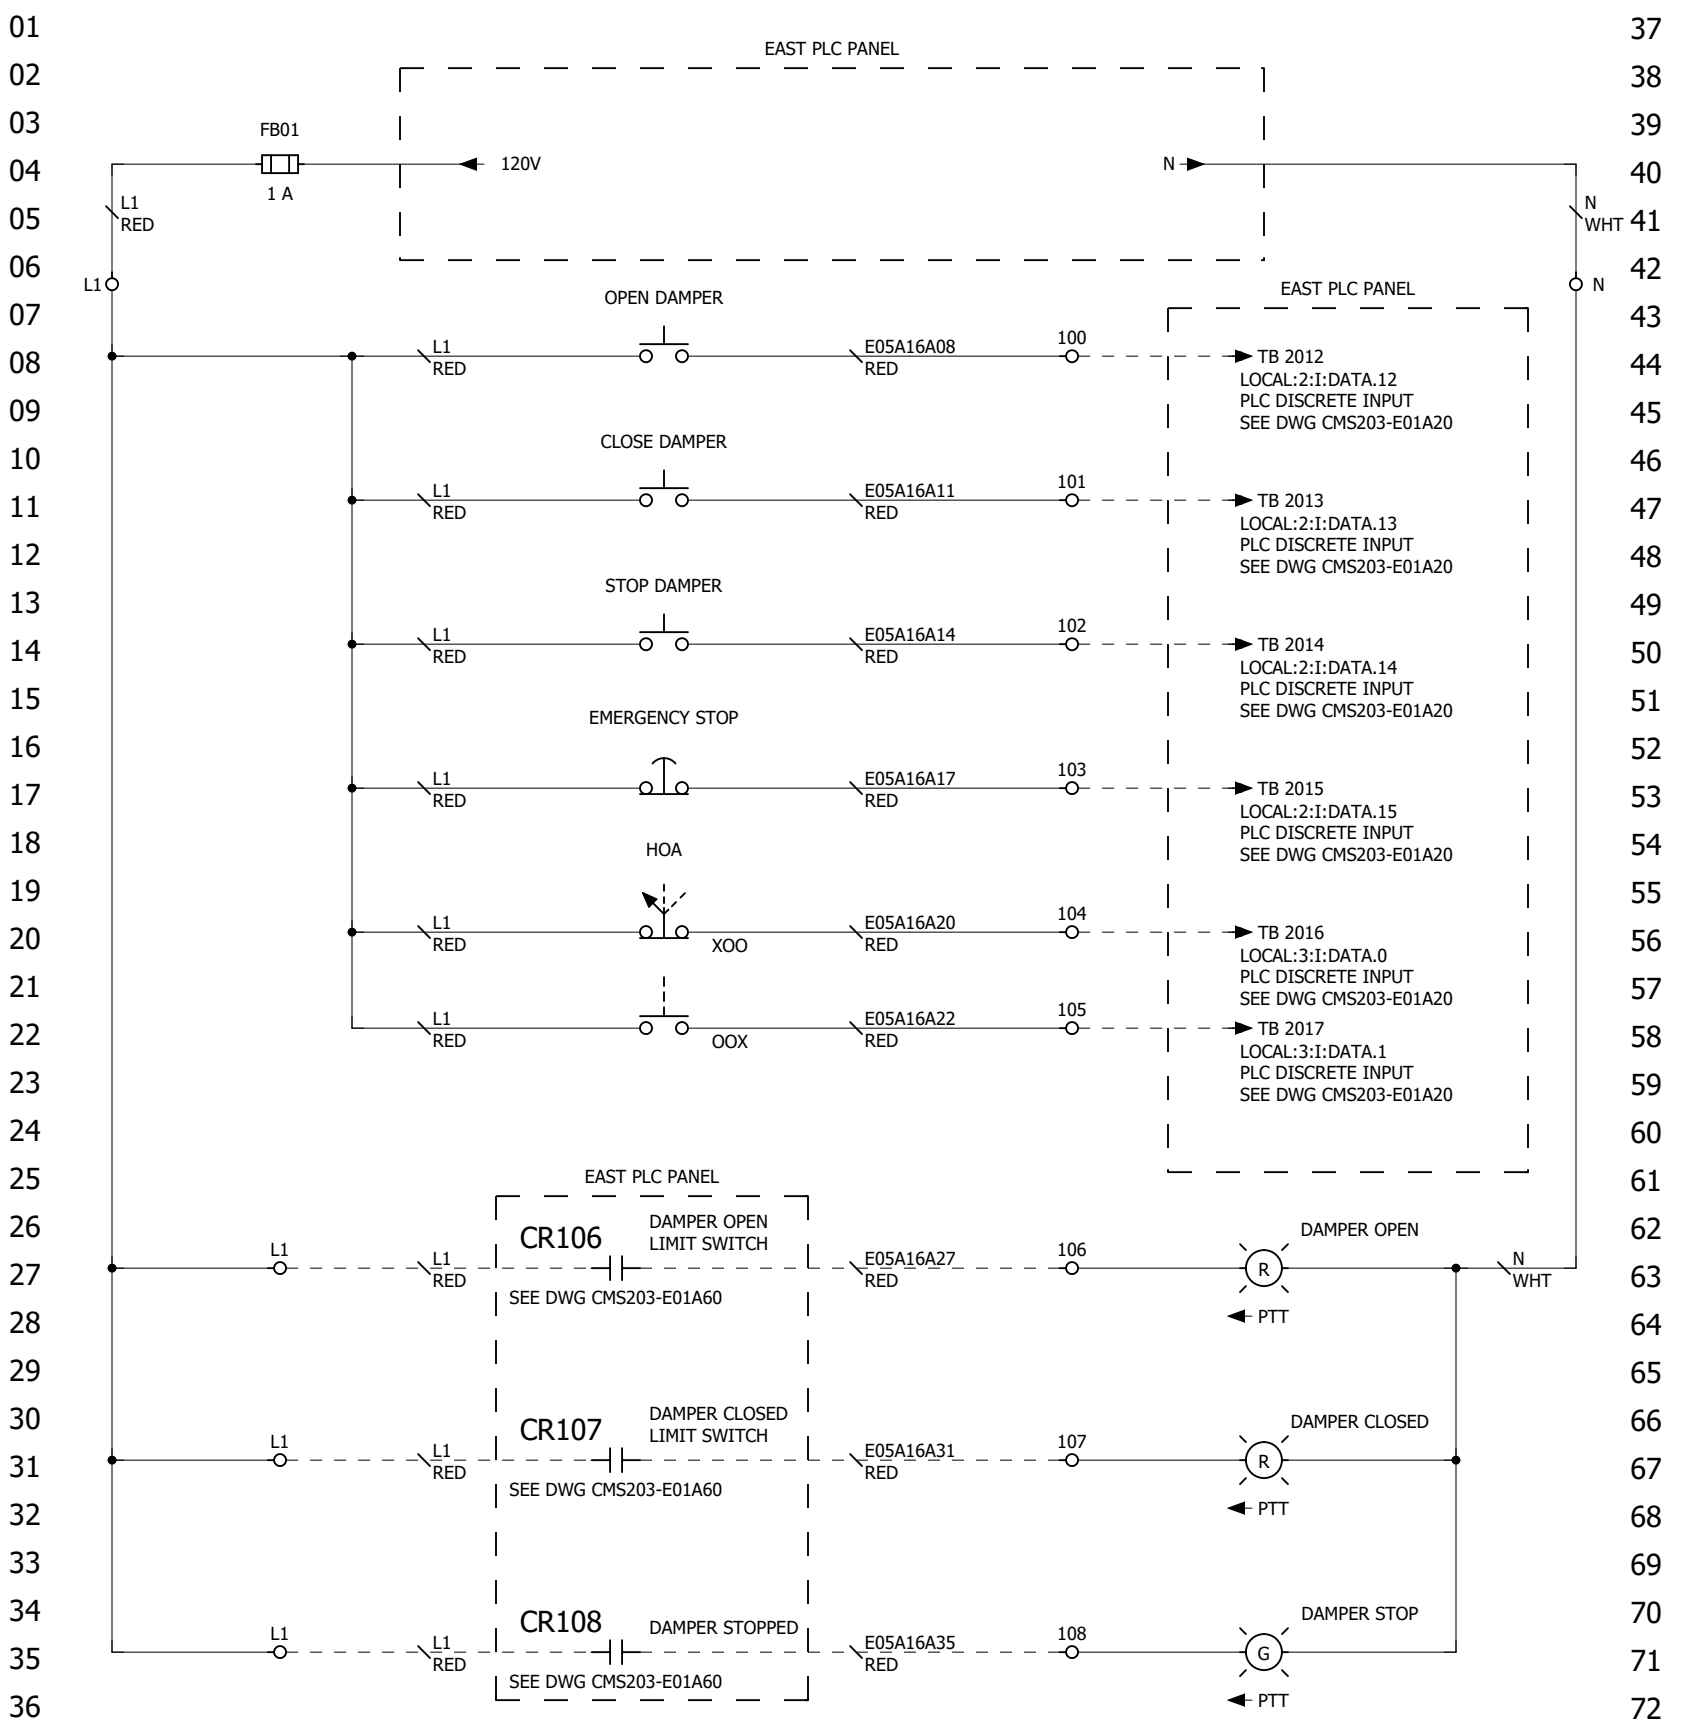 01
37
EAST PLC PANEL
02
38
03
FB01
39
04
120V
N
40
1 A
L1
RED
N
WHT
05
41
06
42
L1
N
OPEN DAMPER
EAST PLC PANEL
07
43
08
L1
RED
E05A16A08
RED
100
TB 2012
LOCAL:2:I:DATA.12
PLC DISCRETE INPUT
SEE DWG CMS203-E01A20
44
09
45
CLOSE DAMPER
10
46
11
L1
RED
E05A16A11
RED
101
TB 2013
LOCAL:2:I:DATA.13
PLC DISCRETE INPUT
SEE DWG CMS203-E01A20
47
12
48
STOP DAMPER
13
49
14
L1
RED
E05A16A14
RED
102
TB 2014
LOCAL:2:I:DATA.14
PLC DISCRETE INPUT
SEE DWG CMS203-E01A20
50
15
51
EMERGENCY STOP
16
52
17
L1
RED
E05A16A17
RED
103
TB 2015
LOCAL:2:I:DATA.15
PLC DISCRETE INPUT
SEE DWG CMS203-E01A20
53
18
54
HOA
19
55
20
L1
RED
XOO
E05A16A20
RED
104
TB 2016
LOCAL:3:I:DATA.0
PLC DISCRETE INPUT
SEE DWG CMS203-E01A20
56
21
57
22
L1
RED
OOX
E05A16A22
RED
105
TB 2017
LOCAL:3:I:DATA.1
PLC DISCRETE INPUT
SEE DWG CMS203-E01A20
58
23
59
24
60
25
EAST PLC PANEL
61
26
CR106
DAMPER OPEN
LIMIT SWITCH
DAMPER OPEN
62
27
L1
L1
RED
SEE DWG CMS203-E01A60
E05A16A27
RED
106
R
N
WHT
63
28
PTT
64
29
65
30
CR107
DAMPER CLOSED
LIMIT SWITCH
DAMPER CLOSED
66
31
L1
L1
RED
SEE DWG CMS203-E01A60
E05A16A31
RED
107
R
67
32
PTT
68
33
69
34
CR108
DAMPER STOPPED
DAMPER STOP
70
35
L1
L1
RED
SEE DWG CMS203-E01A60
E05A16A35
RED
108
G
71
36
PTT
72